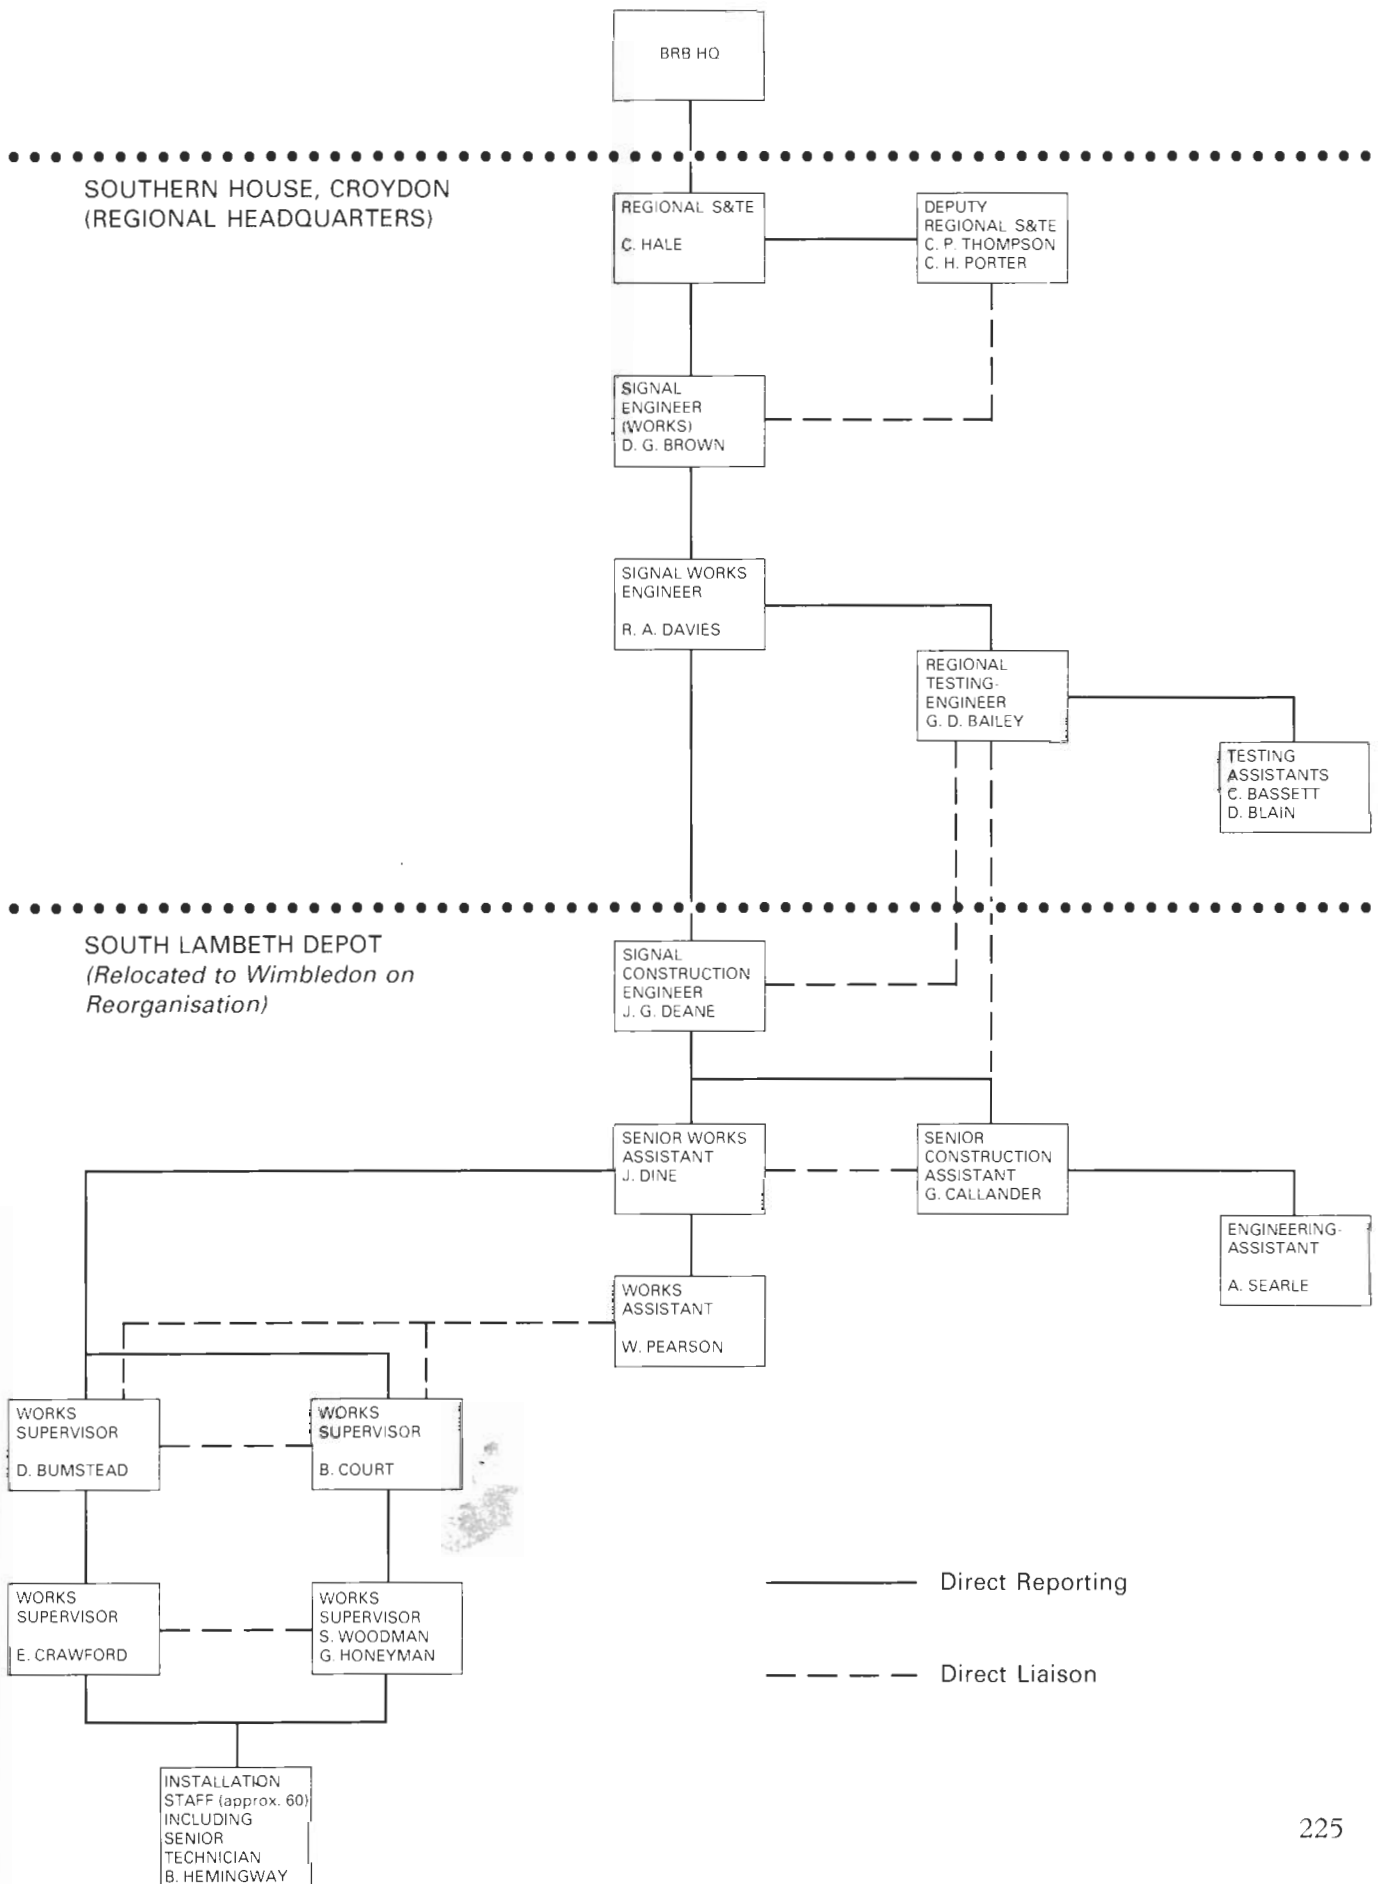 BRB HQ
SOUTHERN HOUSE, CROYDON
(REGIONAL HEADQUARTERS)
REGIONAL S&TE
C. HALE
DEPUTY
REGIONAL S&TE
C. P. THOMPSON
C. H. PORTER
SIGNAL
ENGINEER
(WORKS)
D. G. BROWN
SIGNAL WORKS
ENGINEER
R. A. DAVIES
REGIONAL
TESTING-
ENGINEER
G. D. BAILEY
TESTING
ASSISTANTS
C. BASSETT
D. BLAIN
SOUTH LAMBETH DEPOT
(Relocated to Wimbledon on
Reorganisation)
SIGNAL
CONSTRUCTION
ENGINEER
J. G. DEANE
SENIOR WORKS
ASSISTANT
J. DINE
SENIOR
CONSTRUCTION
ASSISTANT
G. CALLANDER
ENGINEERING-
ASSISTANT
A. SEARLE
WORKS
ASSISTANT
W. PEARSON
WORKS
SUPERVISOR
D. BUMSTEAD
WORKS
SUPERVISOR
B. COURT
WORKS
SUPERVISOR
E. CRAWFORD
WORKS
SUPERVISOR
S. WOODMAN
G. HONEYMAN
Direct Reporting
Direct Liaison
INSTALLATION
STAFF (approx. 60)
INCLUDING
SENIOR
TECHNICIAN
B. HEMINGWAY
225